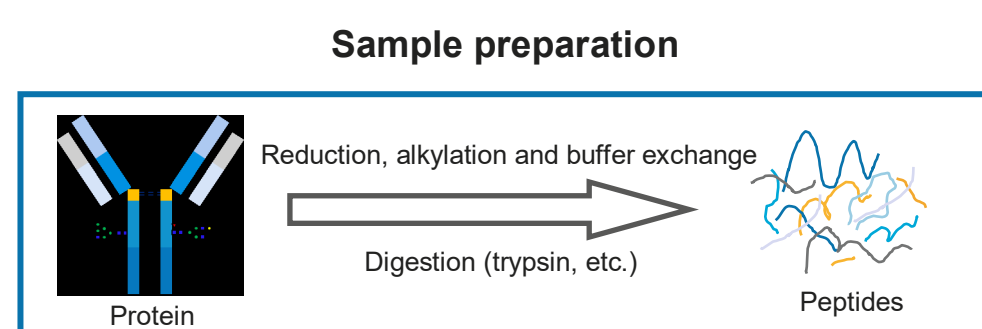 Sample preparation
Reduction, alkylation and buffer exchange
Digestion (trypsin, etc.)
Protein
Peptides